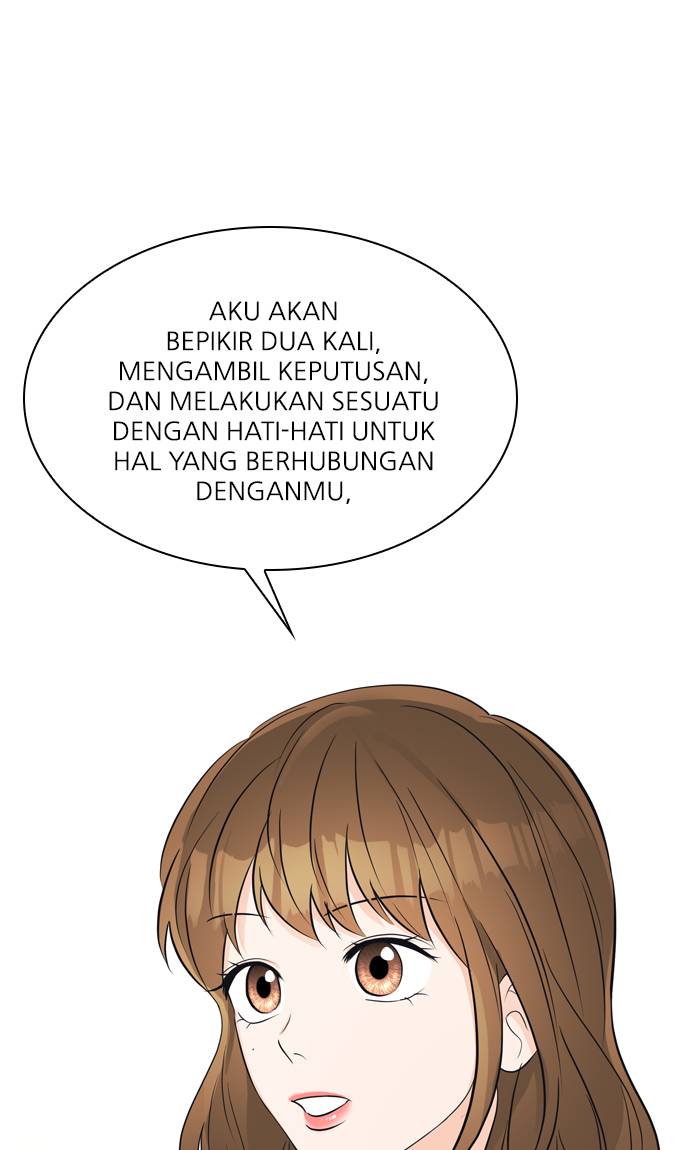 AKU AKAN
BEPIKIR DUA KALI,
MENGAMBIL KEPUTUSAN,
DAN MELAKUKAN SESUATU
DENGAN HATI-HATI UNTUK
HAL YANG BERHUBUNGAN
DENGANMU,